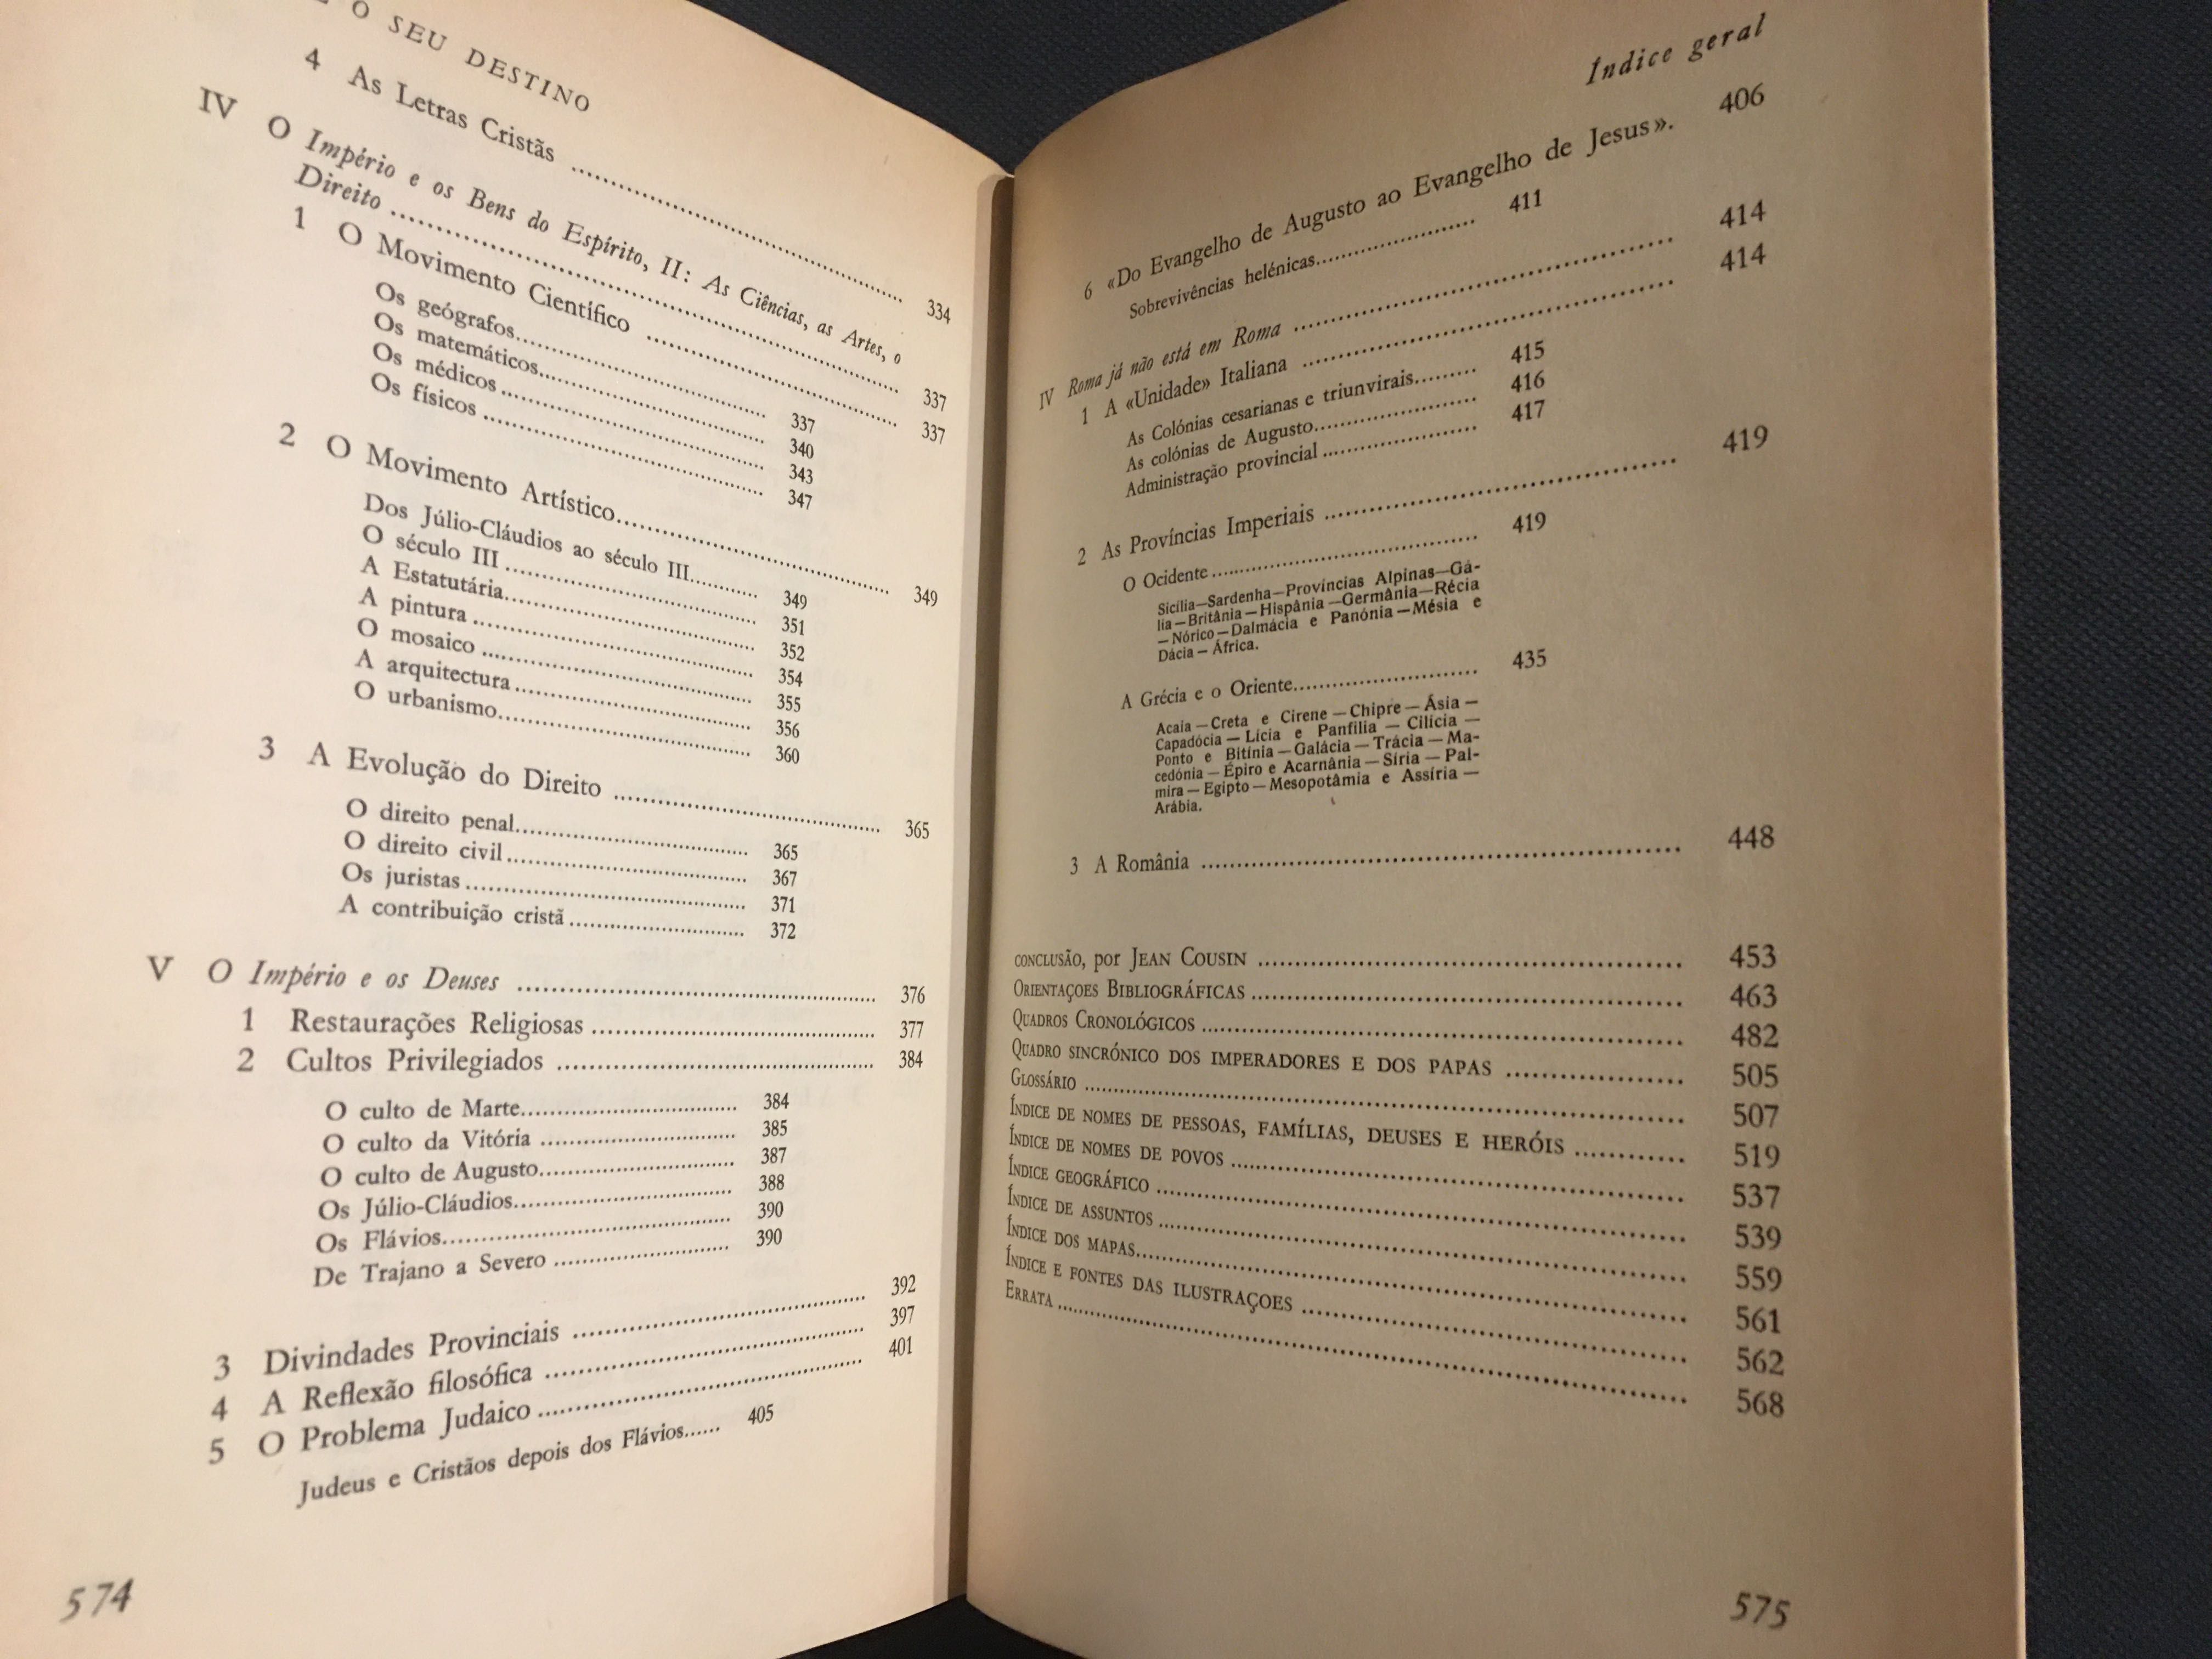 O SEU DESTINO
4 As Letras Cristãs ........ 334
IV O Império e os Bens do Espírito, II: As Ciências, as Artes, o
Direito ........ 337
1 O Movimento Científico ........ 337
Os geógrafos........ 337
Os matemáticos........ 340
Os médicos ........ 343
Os físicos ........ 347
2 O Movimento Artístico........ 349
Dos Júlio-Cláudios ao século III........ 349
O século III ........ 351
A Estatutária........ 352
A pintura ........ 354
O mosaico ........ 355
A arquitectura ........ 356
O urbanismo........ 360
3 A Evolução do Direito ........ 365
O direito penal........ 365
O direito civil ........ 367
Os juristas ........ 371
A contribuição cristã ........ 372
V O Império e os Deuses ........ 376
1 Restaurações Religiosas ........ 377
2 Cultos Privilegiados ........ 384
O culto de Marte........ 384
O culto da Vitória ........ 385
O culto de Augusto........ 387
Os Júlio-Cláudios........ 388
Os Flávios........ 390
De Trajano a Severo ........ 390
3 Divindades Provinciais ........ 392
4 A Reflexão filosófica ........ 397
5 O Problema Judaico ........ 401
Judeus e Cristãos depois dos Flávios...... 405
574
Índice geral
6 «Do Evangelho de Augusto ao Evangelho de Jesus». 406
Sobrevivências helénicas........ 411
IV Roma já não está em Roma ........ 414
1 A «Unidade» Italiana ........ 414
As Colónias cesarianas e triunvirais......... 415
As colónias de Augusto........ 416
Administração provincial ........ 417
2 As Províncias Imperiais ........ 419
O Ocidente ........ 419
Sicília—Sardenha—Províncias Alpinas—Gá-
lia—Britânia—Hispânia—Germânia—Récia
—Nórico—Dalmácia e Panónia—Mésia e
Dácia—África.
A Grécia e o Oriente........ 435
Acaia—Creta e Cirene—Chipre—Ásia—
Capadócia—Lícia e Panfilia—Cilícia—
Ponto e Bitínia—Galácia—Trácia—Ma-
cedónia—Épiro e Acarnânia—Síria—Pal-
mira—Egipto—Mesopotâmia e Assíria—
Arábia.
3 A România ........ 448
CONCLUSÃO, por JEAN COUSIN ........ 453
ORIENTAÇOES BIBLIOGRÁFICAS ........ 463
QUADROS CRONOLÓGICOS ........ 482
QUADRO SINCRÓNICO DOS IMPERADORES E DOS PAPAS ........ 505
GLOSSÁRIO ........ 507
ÍNDICE DE NOMES DE PESSOAS, FAMÍLIAS, DEUSES E HERÓIS ........ 519
ÍNDICE DE NOMES DE POVOS ........ 537
ÍNDICE GEOGRÁFICO ........ 539
ÍNDICE DE ASSUNTOS ........ 559
ÍNDICE DOS MAPAS........ 561
ÍNDICE E FONTES DAS ILUSTRAÇOES ........ 562
ERRATA ........ 568
575